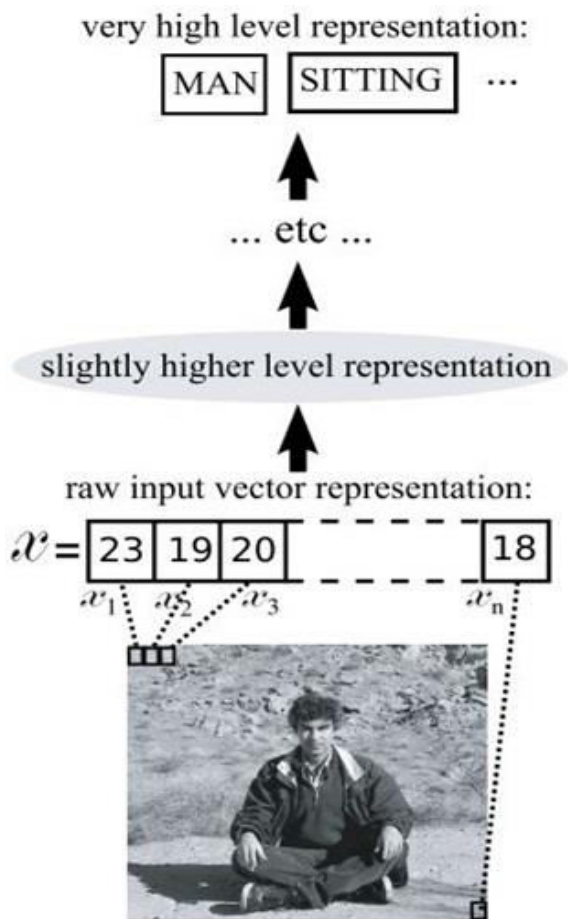 very high level representation:
MAN SITTING ...
... etc ...
slightly higher level representation
raw input vector representation:
x = 23 19 20 18
x1 x2 x3 xn